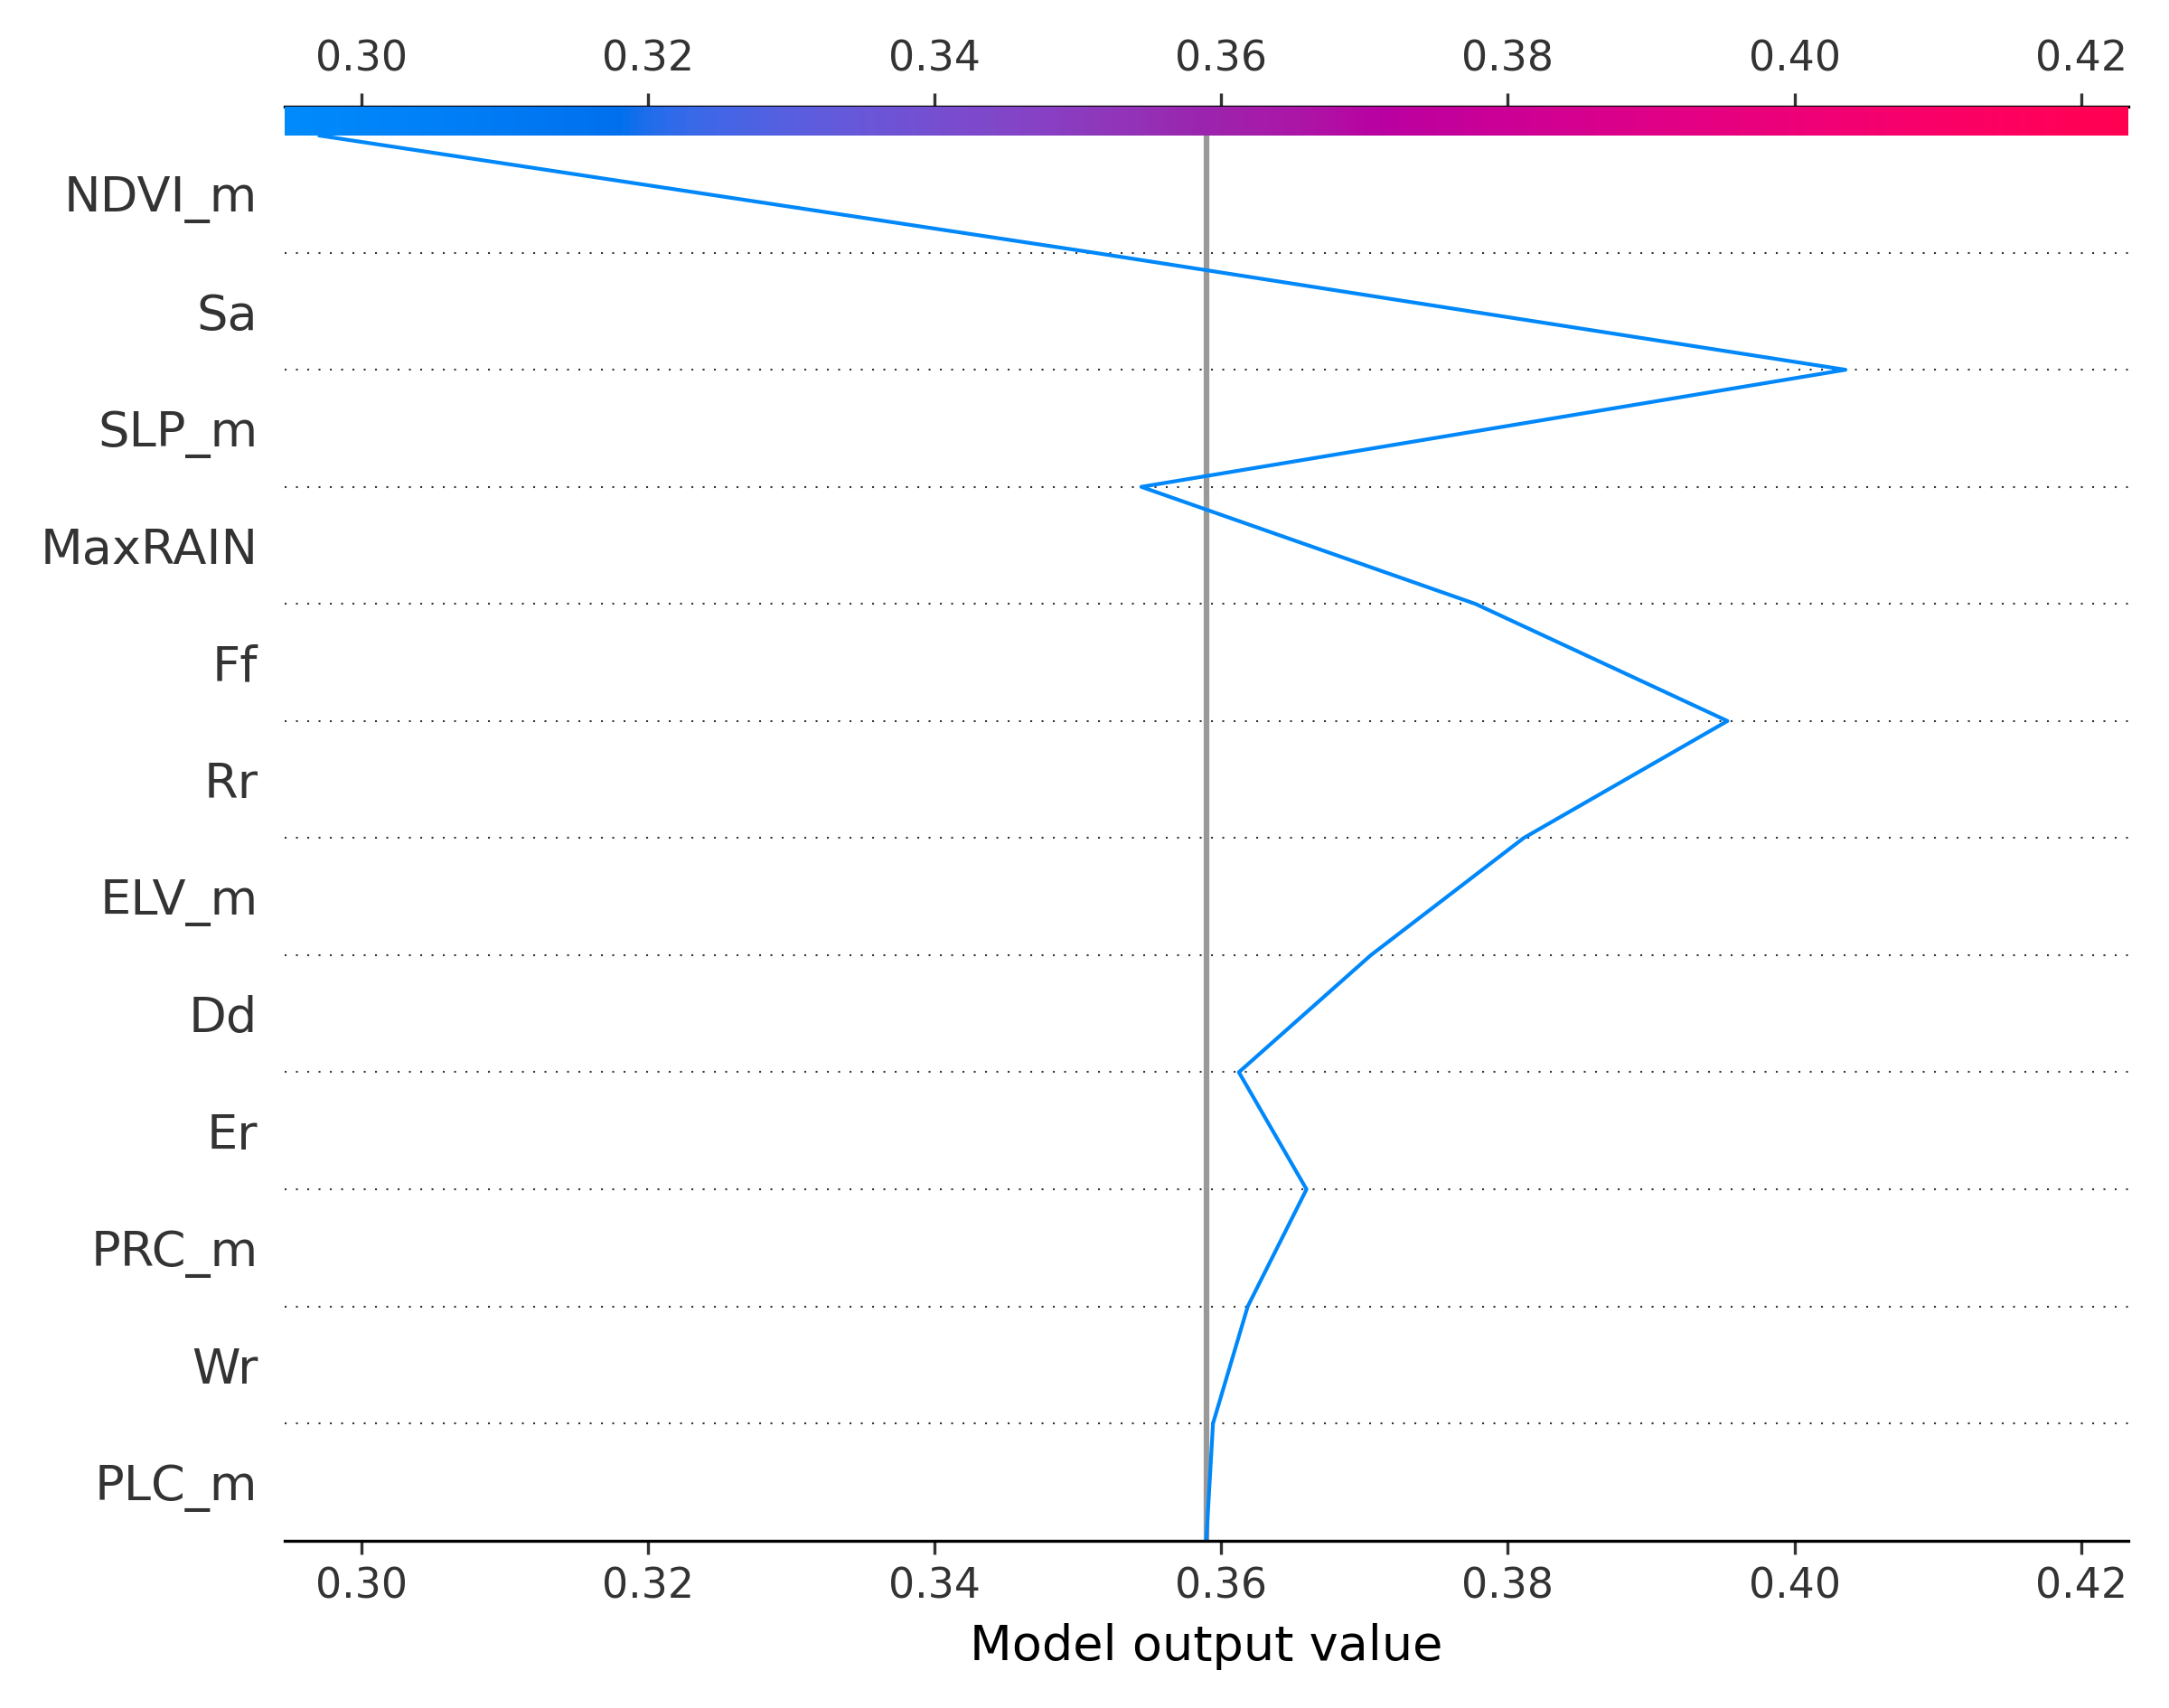 0.30 0.32 0.34 0.36 0.38 0.40 0.42
NDVI_m
Sa
SLP_m
MaxRAIN
Ff
Rr
ELV_m
Dd
Er
PRC_m
Wr
PLC_m
0.30 0.32 0.34 0.36 0.38 0.40 0.42
Model output value